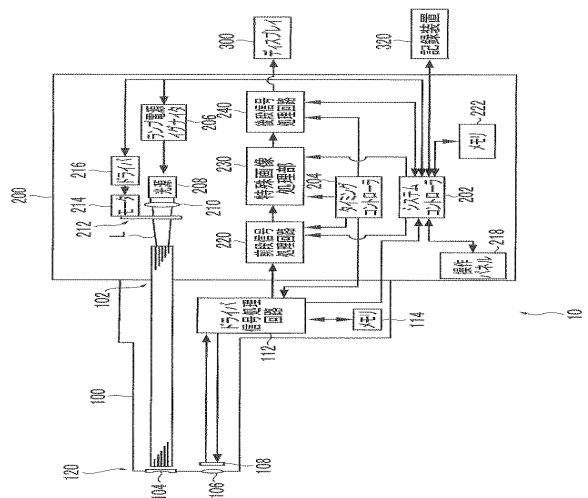 300
ディスプレイ
320
記録装置
200
216
ドライバ
ランプ電源
イグナイタ
206
240
後段信号
処理回路
222
メモリ
214
モータ
212
光源
208
210
230
特殊画像
処理部
204
タイミング
コントローラ
システム
コントローラ
202
L
220
前段信号
処理回路
218
操作
パネル
102
ドライバ
信号処理
回路
112
メモリ
114
100
120
104
106
108
10